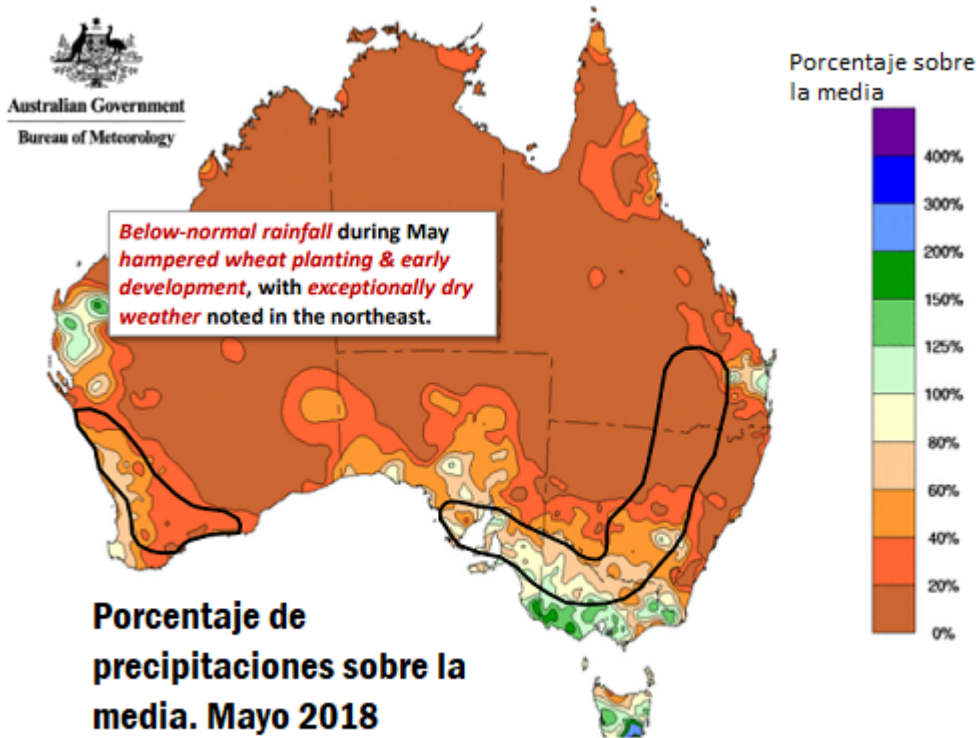 Australian Government
Bureau of Meteorology
Porcentaje sobre
la media
400%
300%
200%
150%
125%
100%
80%
60%
40%
20%
0%
Below-normal rainfall during May
hampered wheat planting & early
development, with exceptionally dry
weather noted in the northeast.
Porcentaje de
precipitaciones sobre la
media. Mayo 2018